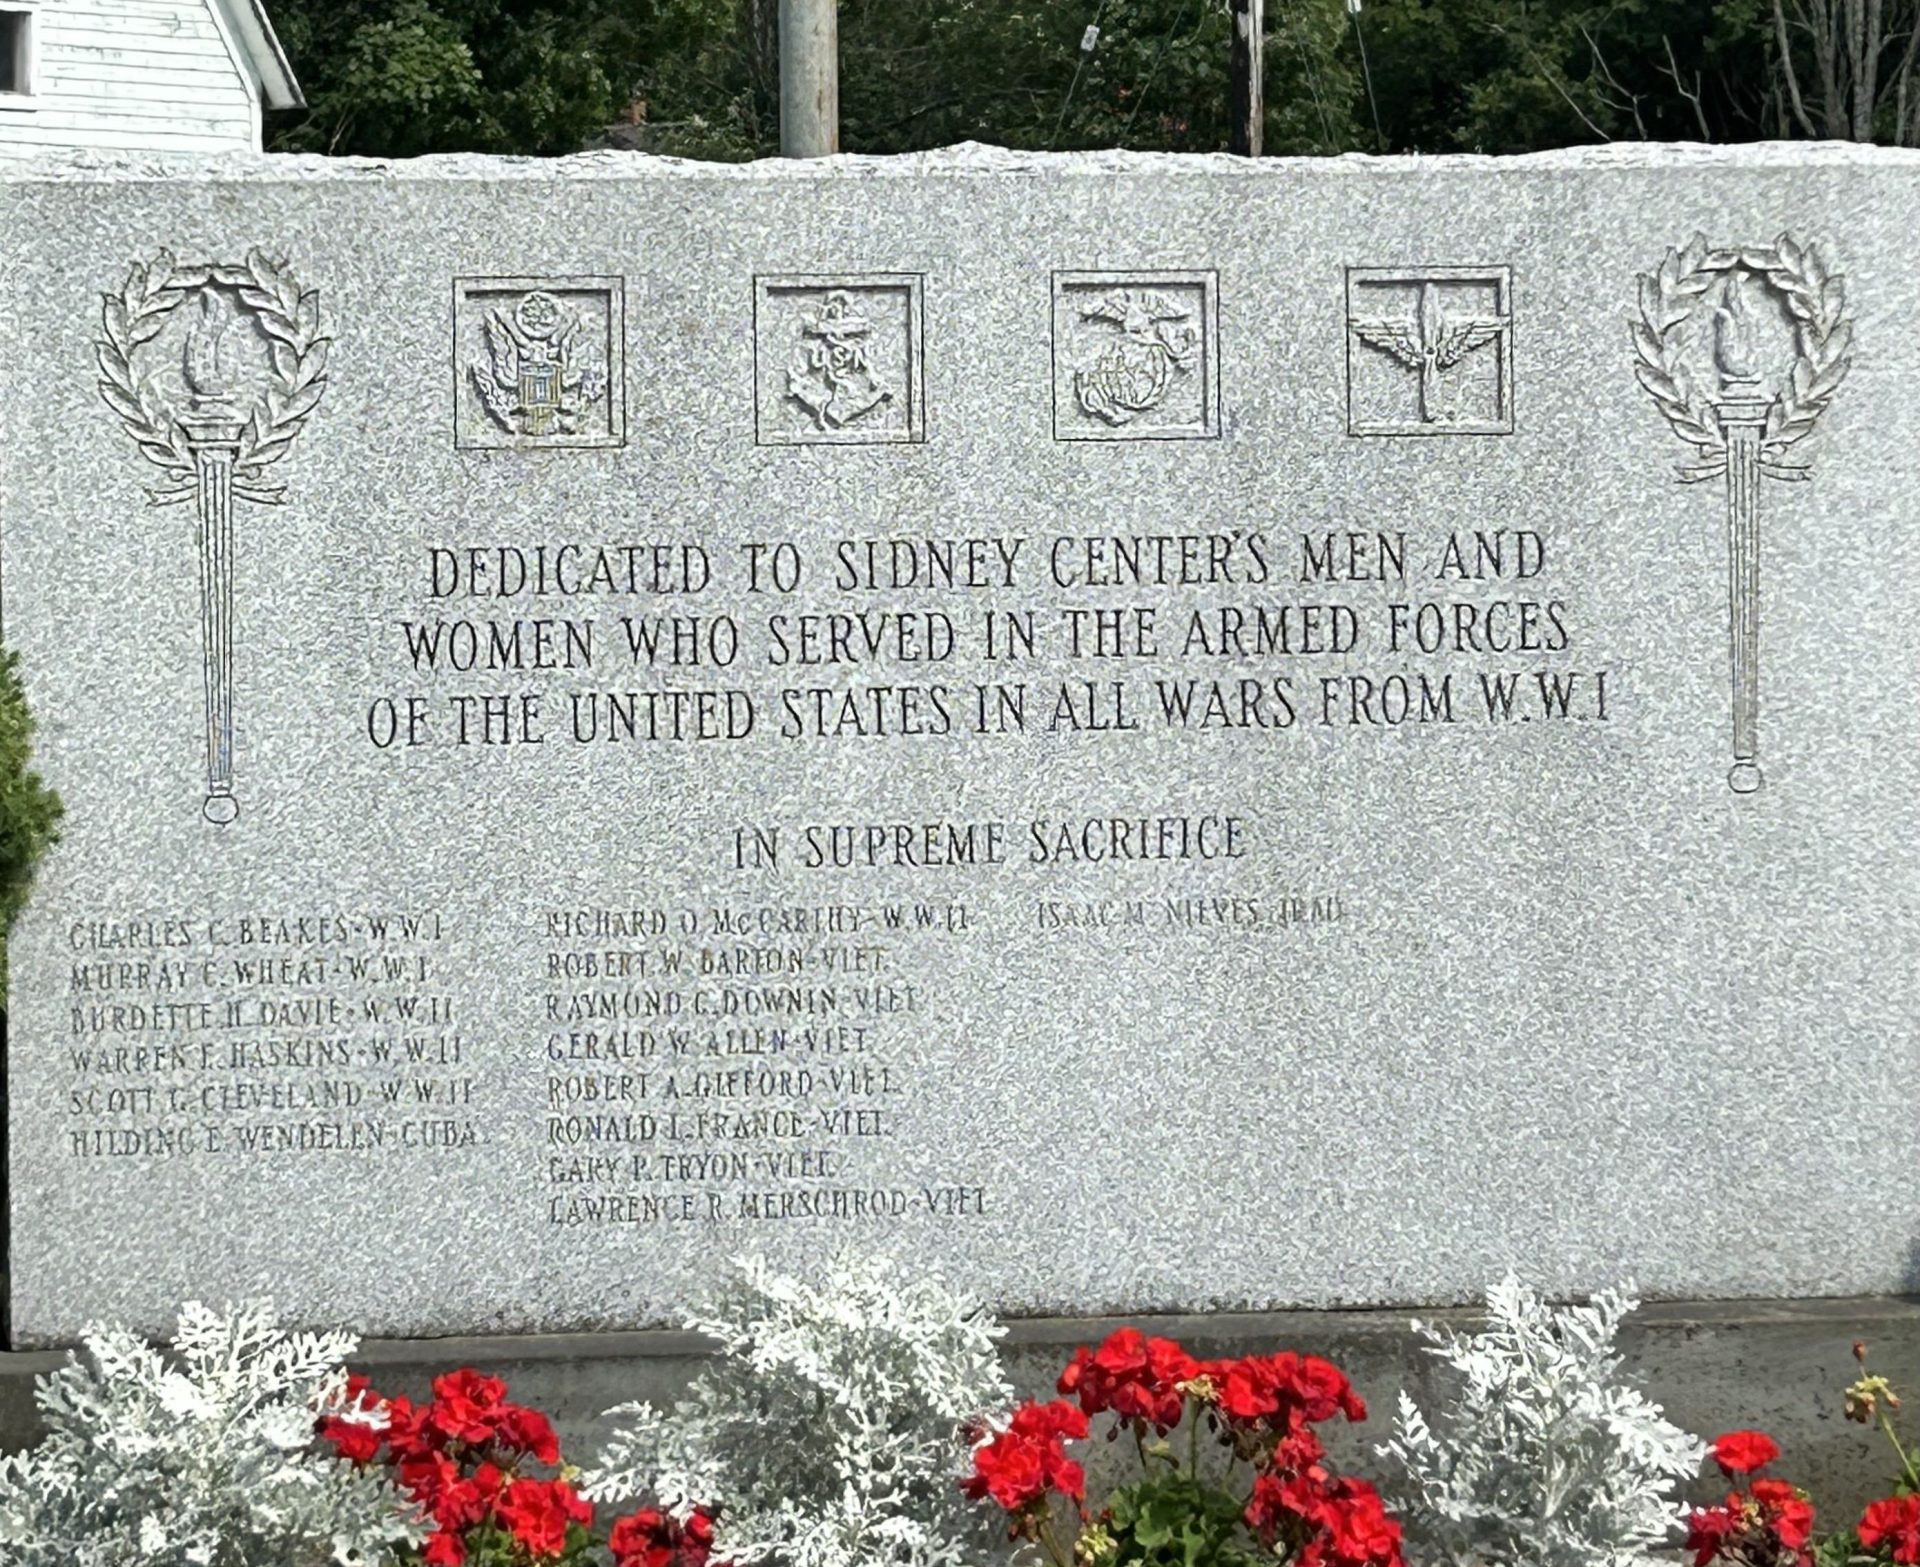 USN
DEDICATED TO SIDNEY CENTER'S MEN AND
WOMEN WHO SERVED IN THE ARMED FORCES
OF THE UNITED STATES IN ALL WARS FROM W.W.I
IN SUPREME SACRIFICE
CHARLES C. BEAKES-W.W.I
MURRAY C. WHEAT-W.W.I
BURDETTE H. DAVIE-W.W.II
WARREN E. HASKINS-W.W.II
SCOTT G. CLEVELAND-W.W.II
HILDING E. WENDELEN-CUBA
RICHARD O. McCARTHY-W.W.II
ROBERT W. BARTON-VIET.
RAYMOND G. DOWNIN-VIET.
GERALD W. ALLEN-VIET.
ROBERT A. GIFFORD-VIET.
RONALD L. FRANCE-VIET.
GARY P. TRYON-VIET.
LAWRENCE R. MERSCHROD-VIET.
ISAAC M. NIEVES-IRAQ